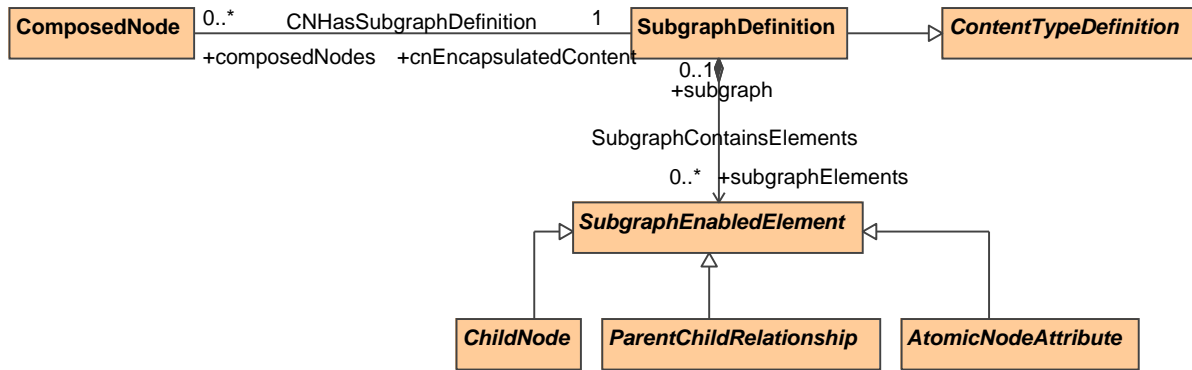 ComposedNode
0..*
CNHasSubgraphDefinition
1
+composedNodes
+cnEncapsulatedContent
SubgraphDefinition
ContentTypeDefinition
0..1
+subgraph
SubgraphContainsElements
0..*
+subgraphElements
SubgraphEnabledElement
ChildNode
ParentChildRelationship
AtomicNodeAttribute